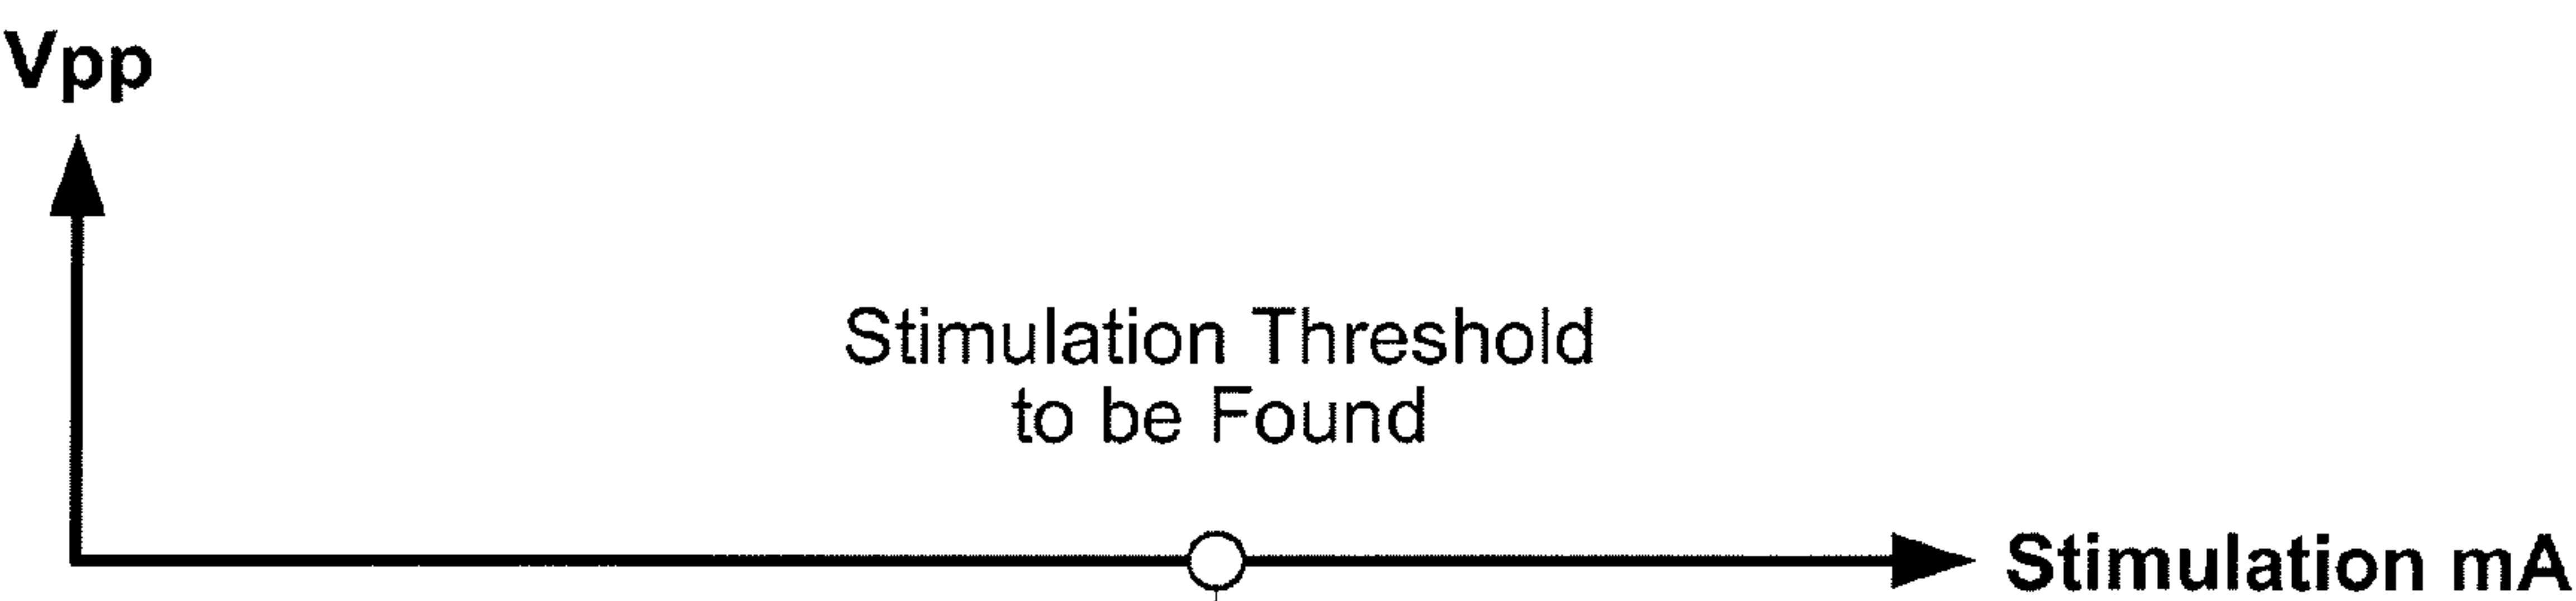 Vpp
Stimulation Threshold
to be Found
Stimulation mA